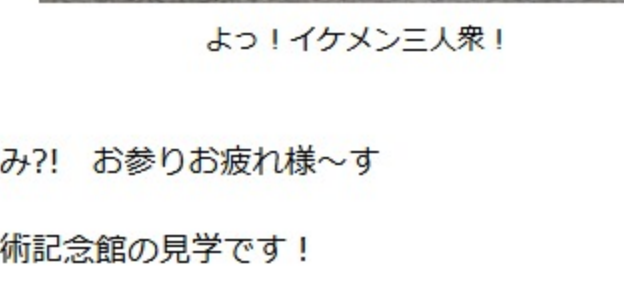 よっ！イケメン三人衆！
み?!　お参りお疲れ様～す
術記念館の見学です！